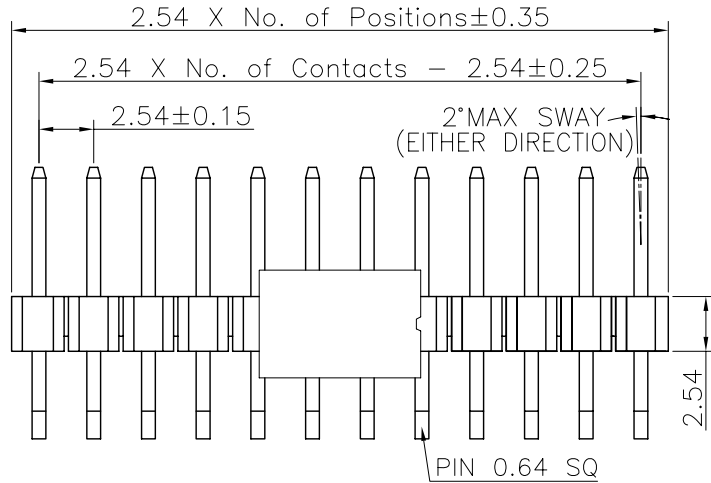 2.54 X No. of Positions±0.35
2.54 X No. of Contacts - 2.54±0.25
2.54±0.15
2°MAX SWAY
(EITHER DIRECTION)
2.54
PIN 0.64 SQ